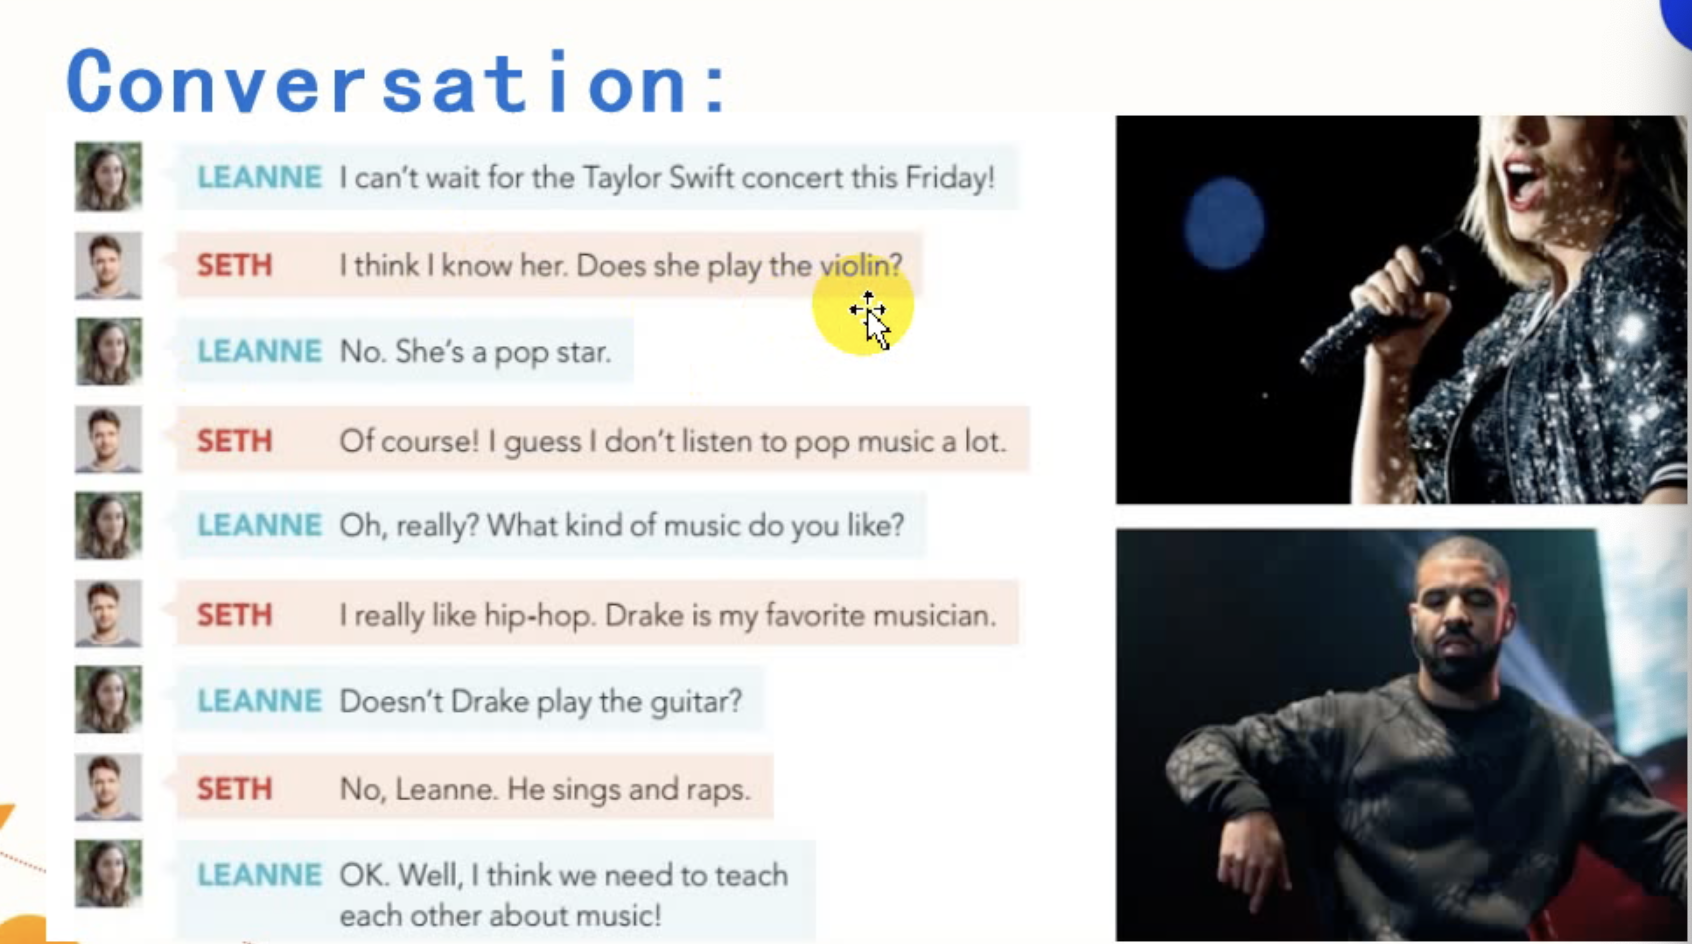 Conversation:
LEANNE I can't wait for the Taylor Swift concert this Friday!
SETH I think I know her. Does she play the violin?
LEANNE No. She's a pop star.
SETH Of course! I guess I don't listen to pop music a lot.
LEANNE Oh, really? What kind of music do you like?
SETH I really like hip-hop. Drake is my favorite musician.
LEANNE Doesn't Drake play the guitar?
SETH No, Leanne. He sings and raps.
LEANNE OK. Well, I think we need to teach
each other about music!